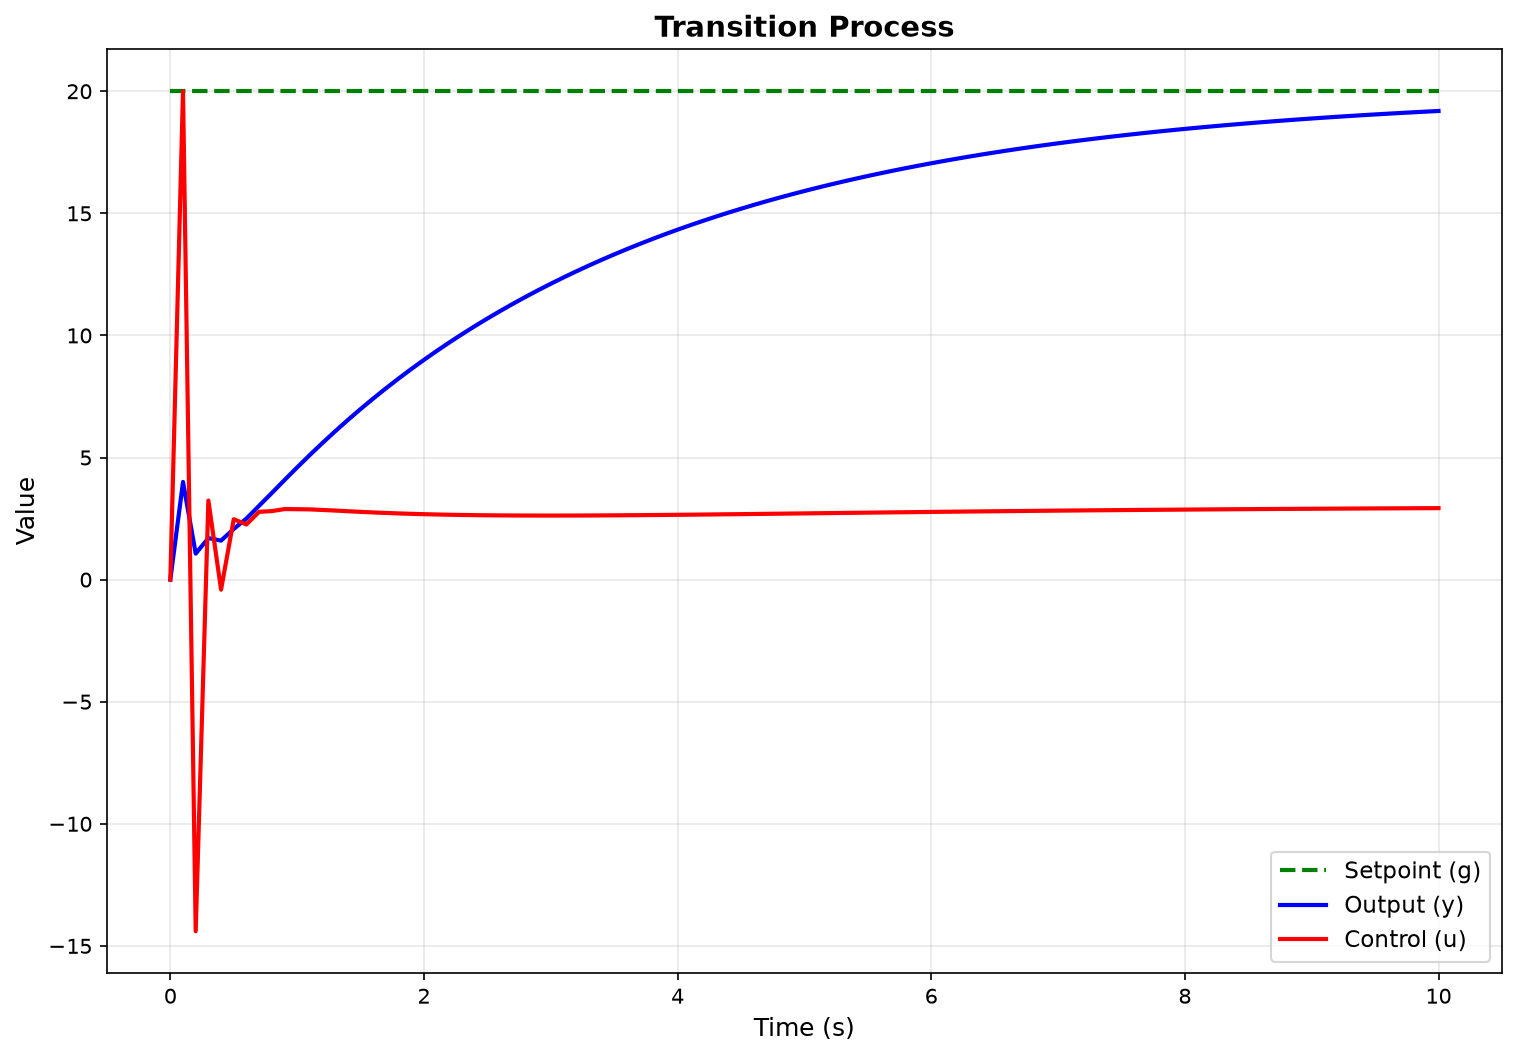 Transition Process
Value
20
15
10
5
0
−5
−10
−15
0 2 4 6 8 10
Time (s)
Setpoint (g)
Output (y)
Control (u)